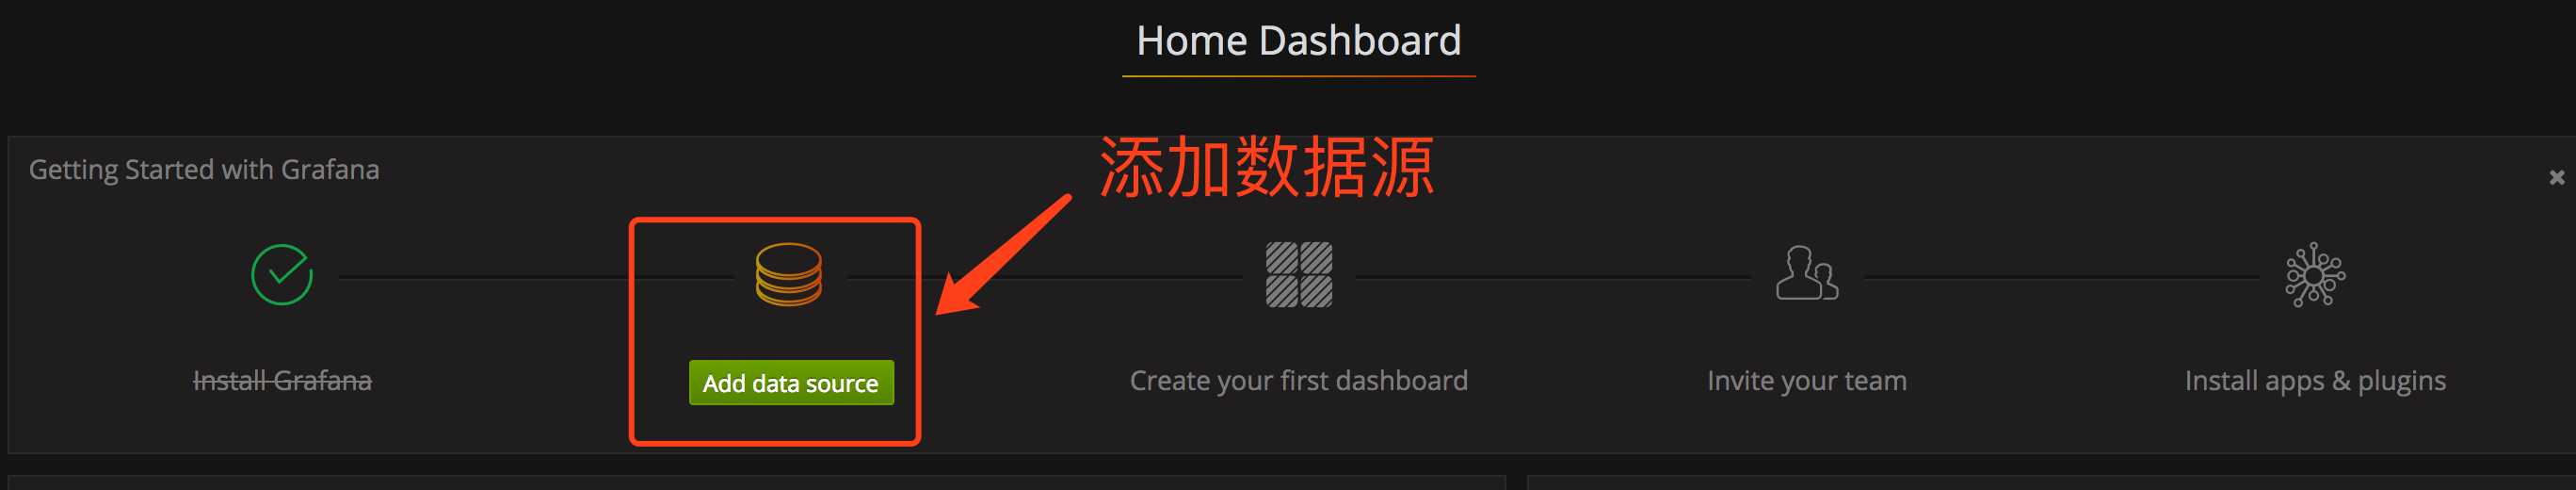 Home Dashboard
添加数据源
Getting Started with Grafana
Install Grafana
Add data source
Create your first dashboard
Invite your team
Install apps & plugins